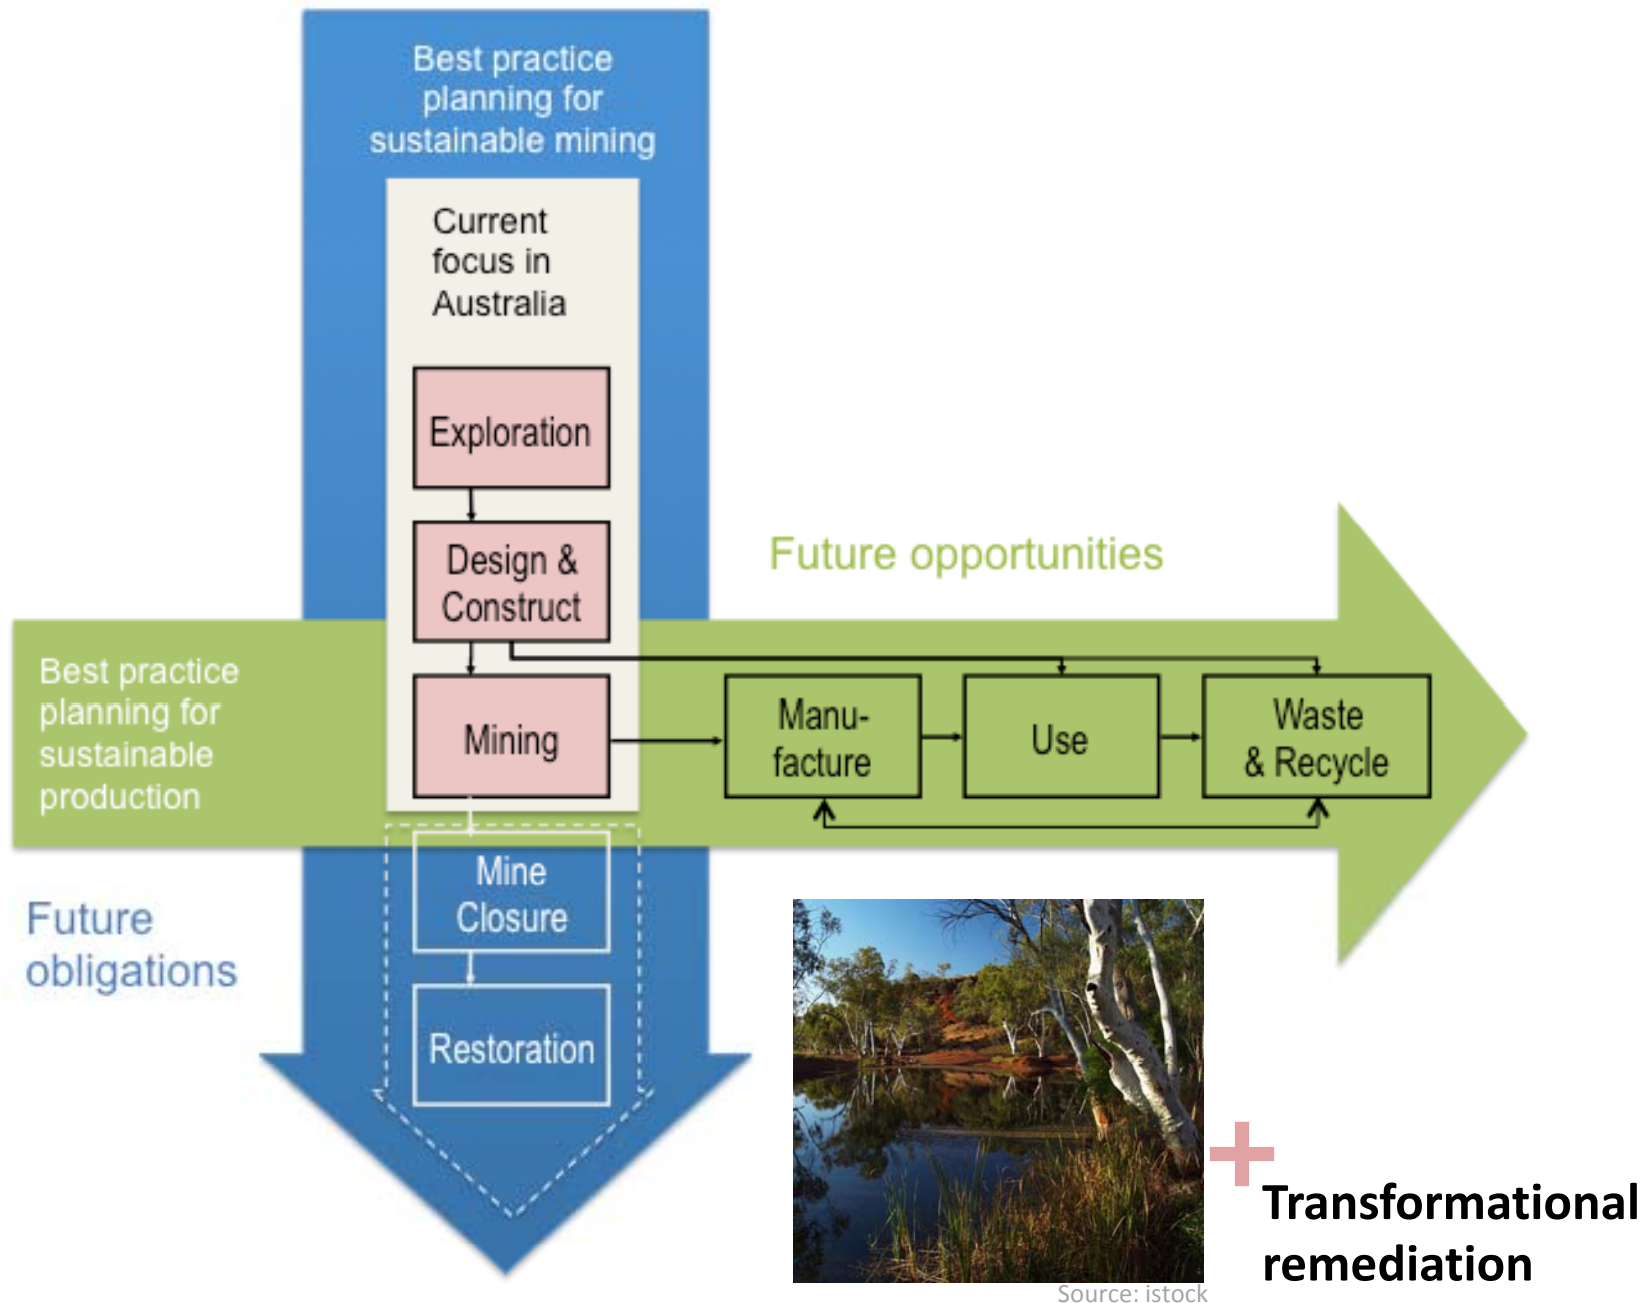 Best practice
planning for
sustainable mining
Current
focus in
Australia
Exploration
Design &
Construct
Future opportunities
Best practice
planning for
sustainable
production
Mining
Manu-
facture
Use
Waste
& Recycle
Mine
Closure
Future
obligations
Restoration
Transformational
remediation
Source: istock